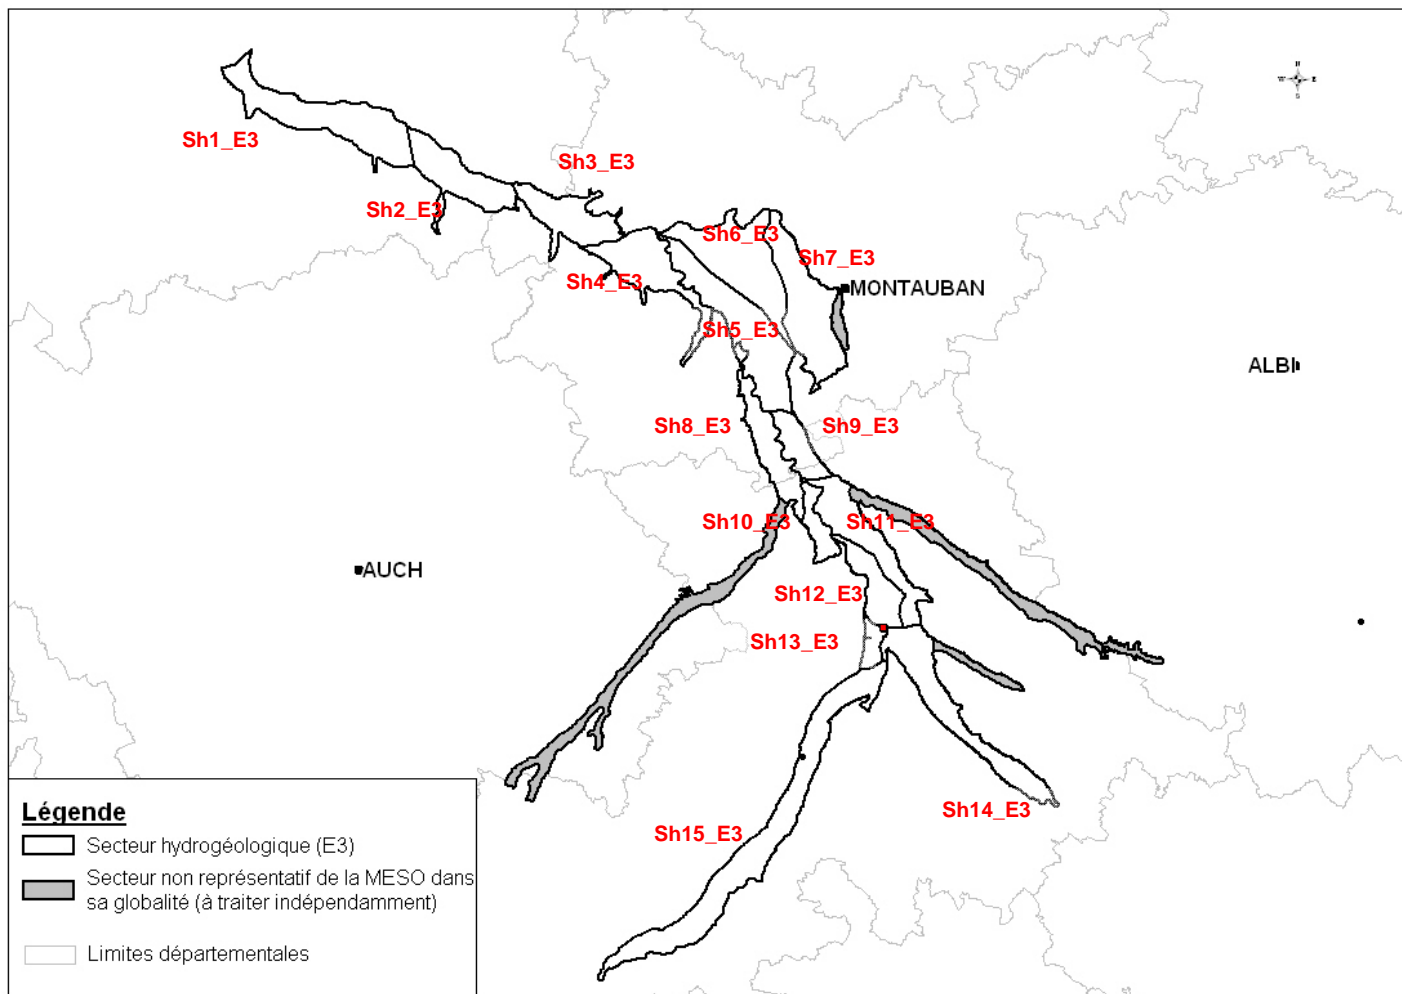 N
W E
S
Sh1_E3
Sh3_E3
Sh2_E3
Sh6_E3
Sh7_E3
Sh4_E3
MONTAUBAN
Sh5_E3
ALBI
Sh8_E3
Sh9_E3
Sh10_E3
Sh11_E3
AUCH
Sh12_E3
Sh13_E3
Sh14_E3
Sh15_E3
Légende
Secteur hydrogéologique (E3)
Secteur non représentatif de la MESO dans
sa globalité (à traiter indépendamment)
Limites départementales